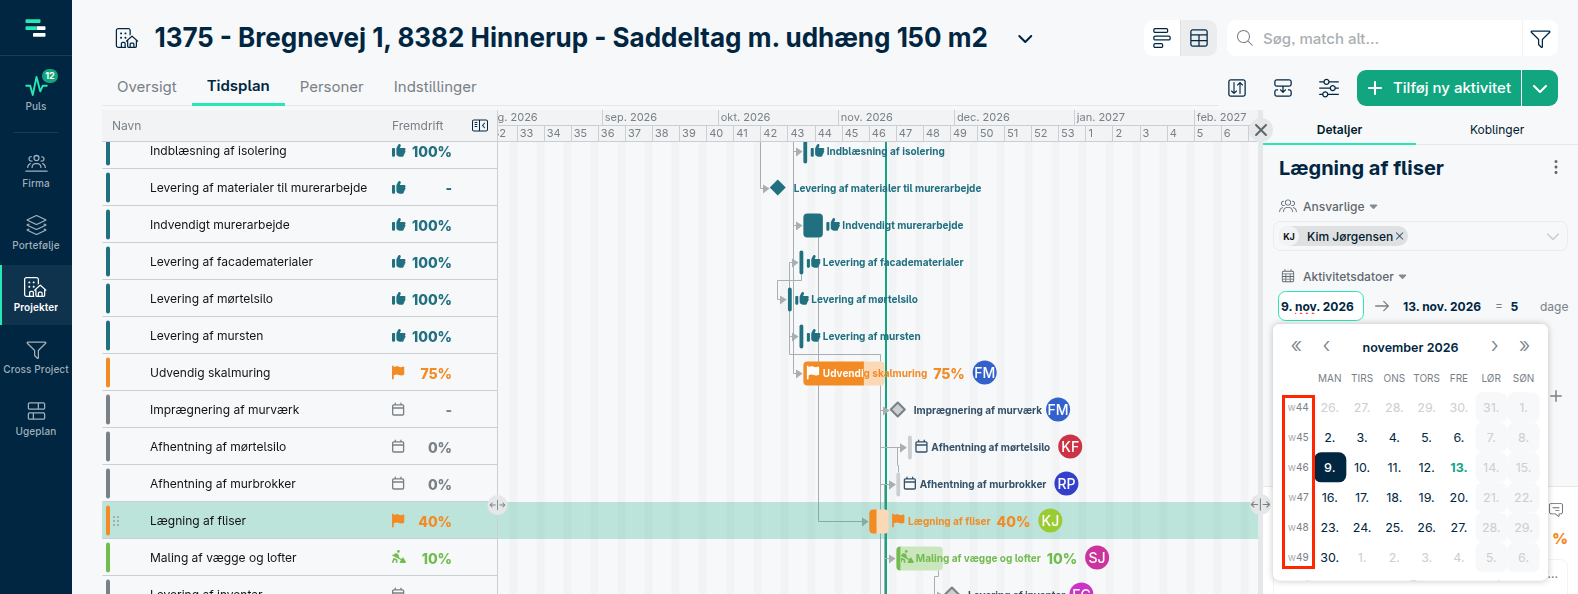 1375 - Bregnevej 1, 8382 Hinnerup - Saddeltag m. udhæng 150 m2
Søg, match alt...
12
Puls
Firma
Portefølje
Projekter
Cross Project
Ugeplan
Oversigt Tidsplan Personer Indstillinger
Tilføj ny aktivitet
Navn Fremdrift
g. 2026 sep. 2026 okt. 2026 nov. 2026 dec. 2026 jan. 2027 feb. 2027
2 33 34 35 36 37 38 39 40 41 42 43 44 45 46 47 48 49 50 51 52 53 1 2 3 4 5 6
Indblæsning af isolering 100% Indblæsning af isolering
Levering af materialer til murerarbejde - Levering af materialer til murerarbejde
Indvendigt murerarbejde 100% Indvendigt murerarbejde
Levering af facadematerialer 100% Levering af facadematerialer
Levering af mørtelsilo 100% Levering af mørtelsilo
Levering af mursten 100% Levering af mursten
Udvendig skalmuring 75% Udvendig skalmuring 75% FM
Imprægnering af murværk - Imprægnering af murværk FM
Afhentning af mørtelsilo 0% Afhentning af mørtelsilo KF
Afhentning af murbrokker 0% Afhentning af murbrokker RP
Lægning af fliser 40% Lægning af fliser 40% KJ
Maling af vægge og lofter 10% Maling af vægge og lofter 10% SJ
Levering af inventar Levering af inventar
Detaljer Koblinger
Lægning af fliser
Ansvarlige
KJ Kim Jørgensen
Aktivitetsdatoer
9. nov. 2026 → 13. nov. 2026 = 5 dage
« ‹ november 2026 › »
MAN TIRS ONS TORS FRE LØR SØN
w44 26. 27. 28. 29. 30. 31. 1.
w45 2. 3. 4. 5. 6. 7. 8.
w46 9. 10. 11. 12. 13. 14. 15.
w47 16. 17. 18. 19. 20. 21. 22.
w48 23. 24. 25. 26. 27. 28. 29.
w49 30. 1. 2. 3. 4. 5. 6.
%